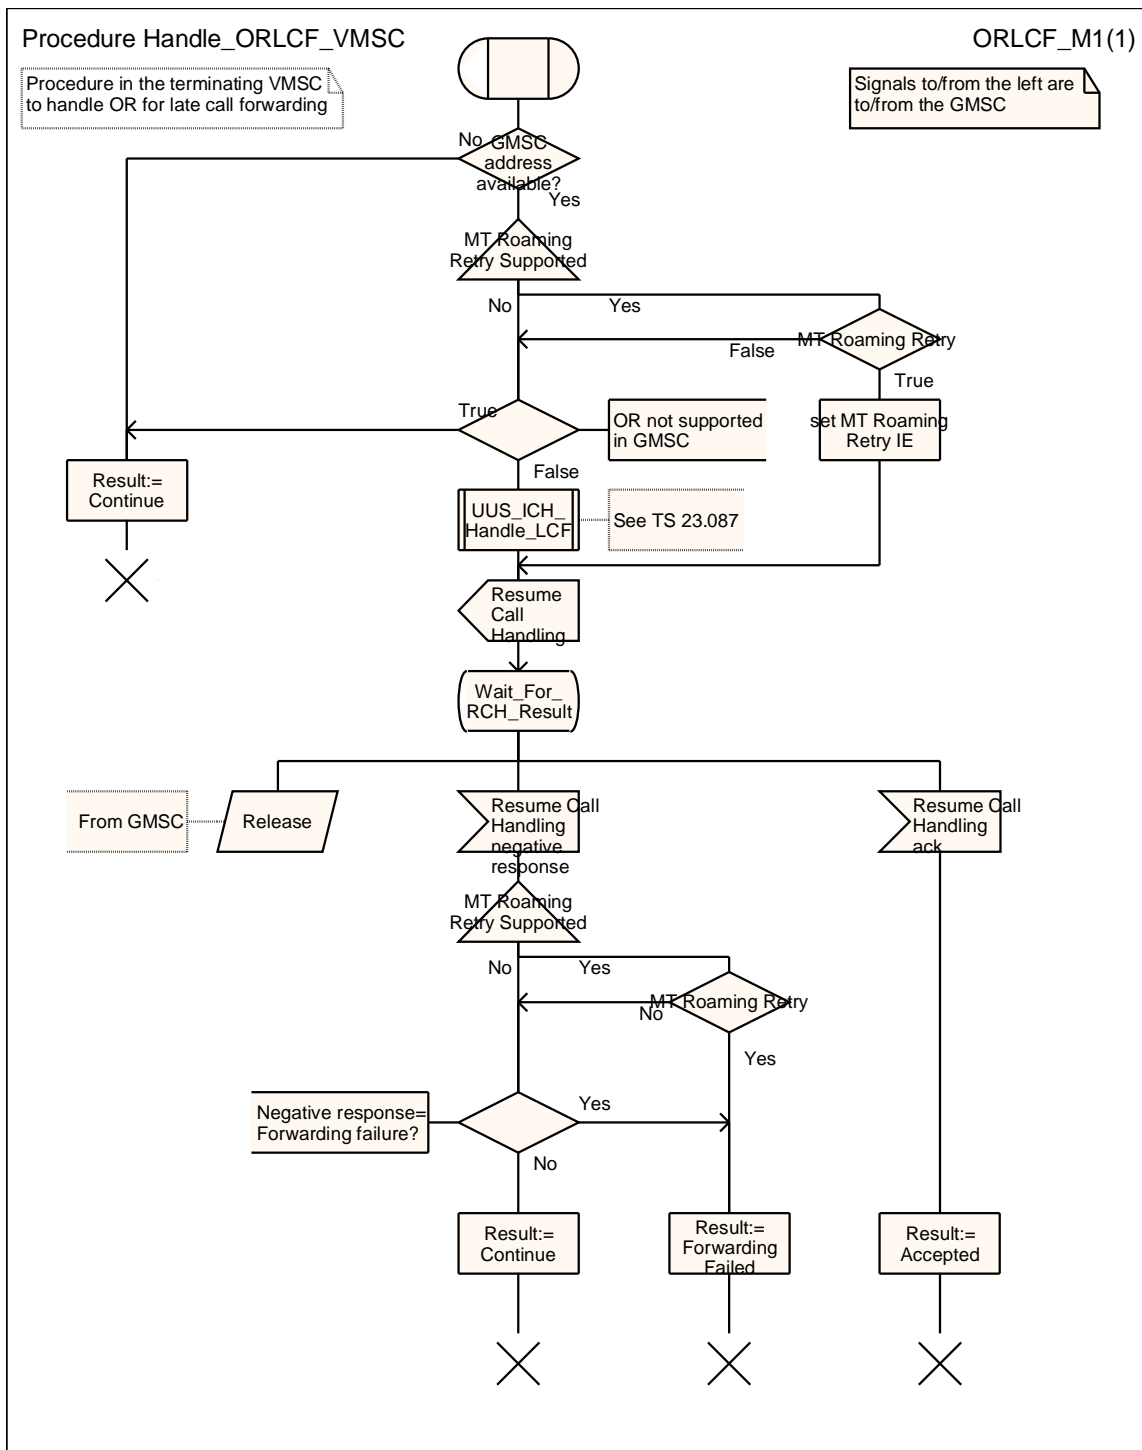 Procedure Handle_ORLCF_VMSC
ORLCF_M1(1)
Procedure in the terminating VMSC
to handle OR for late call forwarding
Signals to/from the left are
to/from the GMSC
No
GMSC
address
available?
Yes
MT Roaming
Retry Supported
No
Yes
MT Roaming Retry
False
True
True
OR not supported
in GMSC
set MT Roaming
Retry IE
False
Result:=
Continue
UUS_ICH_
Handle_LCF
See TS 23.087
Resume
Call
Handling
Wait_For_
RCH_Result
From GMSC
Release
Resume Call
Handling
negative
response
Resume Call
Handling
ack
MT Roaming
Retry Supported
No
Yes
MT Roaming Retry
No
Yes
Negative response=
Forwarding failure?
Yes
No
Result:=
Continue
Result:=
Forwarding
Failed
Result:=
Accepted